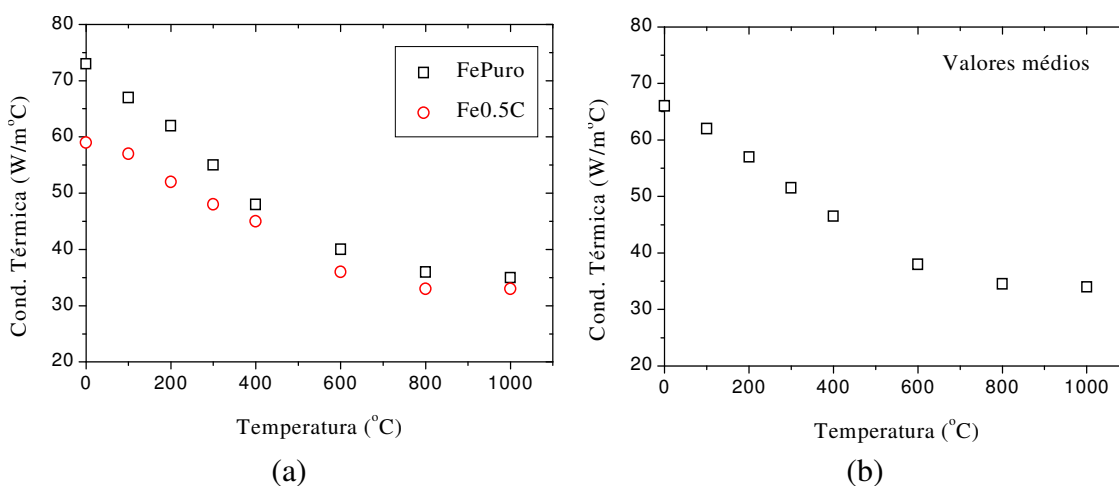 80
70
60
50
40
30
20
0
200
400
600
800
1000
Cond. Térmica (W/m°C)
Temperatura (°C)
FePuro
Fe0.5C
(a)
80
70
60
50
40
30
20
0
200
400
600
800
1000
Cond. Térmica (W/m°C)
Temperatura (°C)
Valores médios
(b)